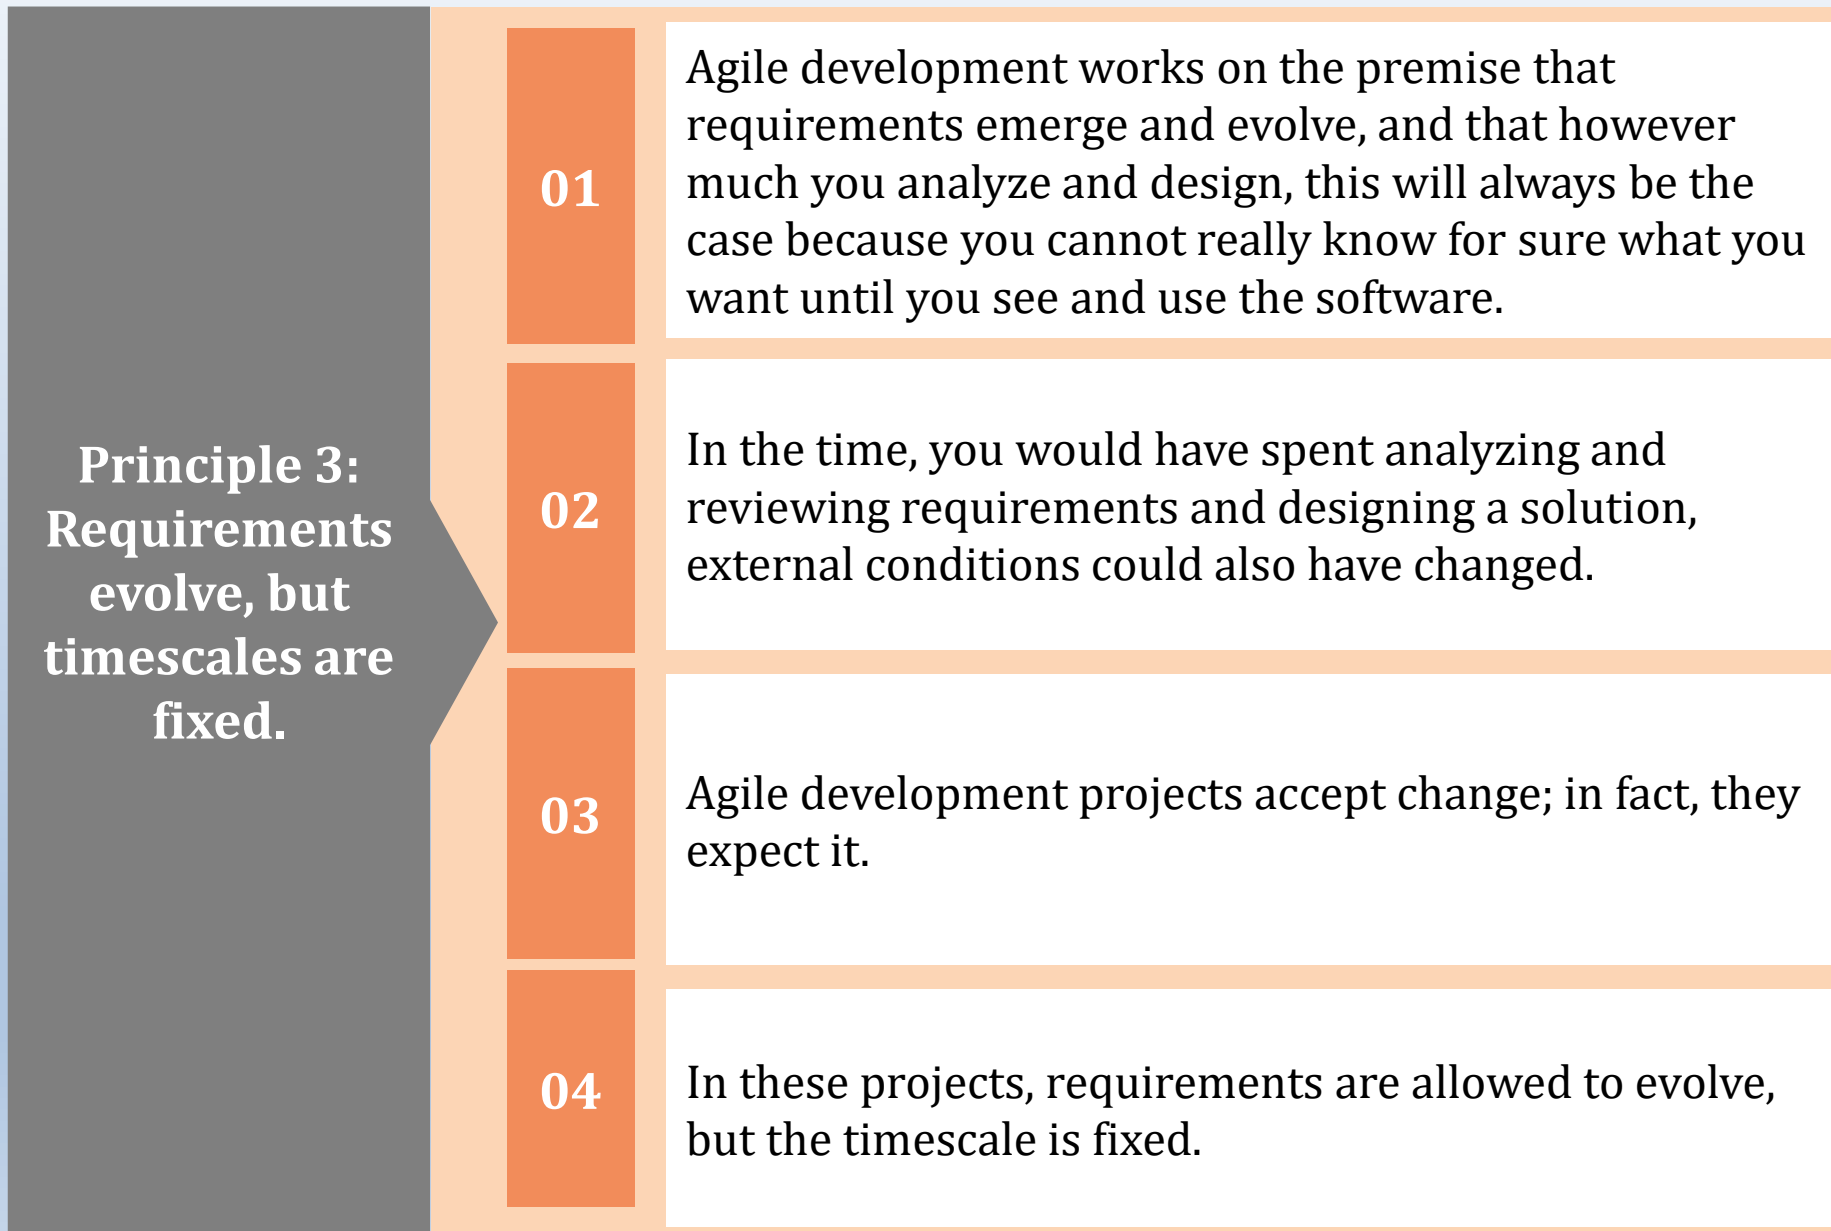 Principle 3:
Requirements
evolve, but
timescales are
fixed.
01
Agile development works on the premise that
requirements emerge and evolve, and that however
much you analyze and design, this will always be the
case because you cannot really know for sure what you
want until you see and use the software.
02
In the time, you would have spent analyzing and
reviewing requirements and designing a solution,
external conditions could also have changed.
03
Agile development projects accept change; in fact, they
expect it.
04
In these projects, requirements are allowed to evolve,
but the timescale is fixed.